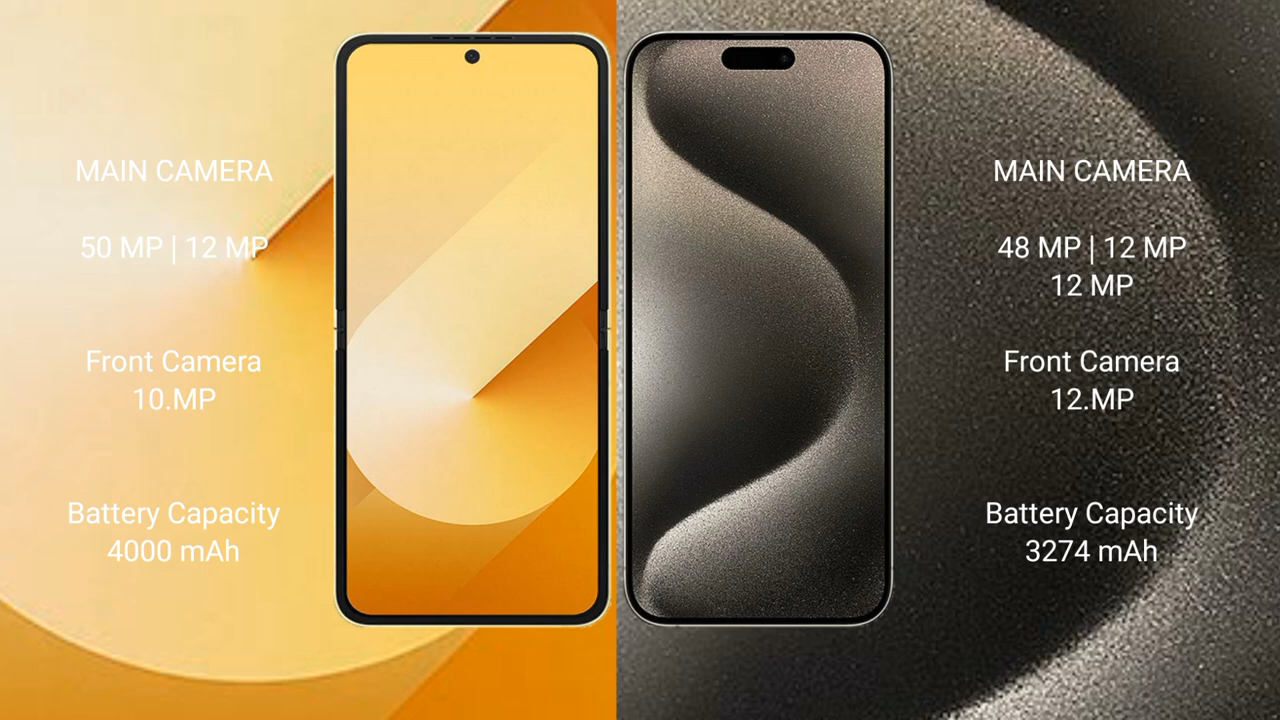 MAIN CAMERA
50 MP | 12 MP
Front Camera
10.MP
Battery Capacity
4000 mAh
MAIN CAMERA
48 MP | 12 MP
12 MP
Front Camera
12.MP
Battery Capacity
3274 mAh